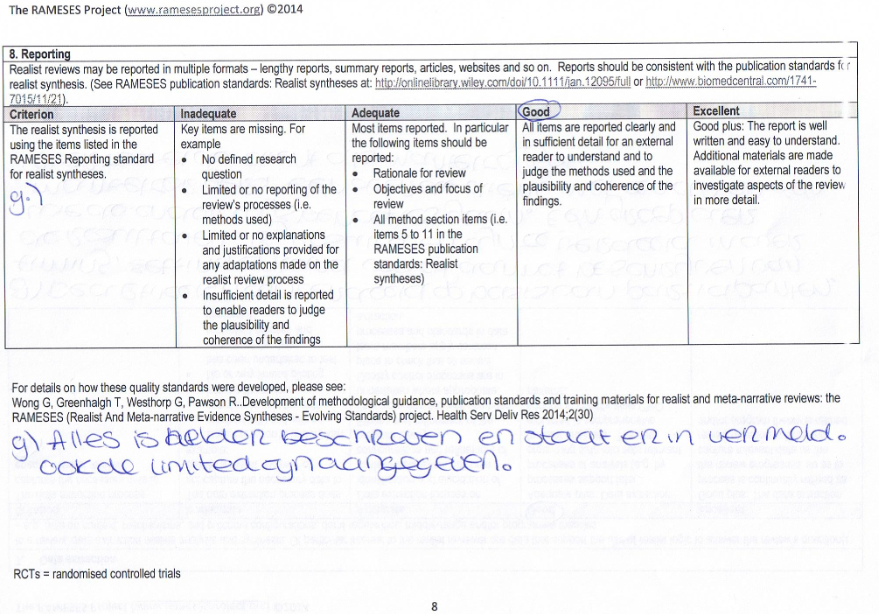 The RAMESES Project (www.ramesesproject.org) ©2014
8. Reporting
Realist reviews may be reported in multiple formats – lengthy reports, summary reports, articles, websites and so on. Reports should be consistent with the publication standards for
realist synthesis. (See RAMESES publication standards: Realist syntheses at: http://onlinelibrary.wiley.com/doi/10.1111/jan.12095/full or http://www.biomedcentral.com/1741-
7015/11/21).
Criterion
The realist synthesis is reported
using the items listed in the
RAMESES Reporting standard
for realist syntheses.
g.)
Inadequate
Key items are missing. For
example
• No defined research
question
• Limited or no reporting of the
review's processes (i.e.
methods used)
• Limited or no explanations
and justifications provided for
any adaptations made on the
realist review process
• Insufficient detail is reported
to enable readers to judge
the plausibility and
coherence of the findings
Adequate
Most items reported. In particular
the following items should be
reported:
• Rationale for review
• Objectives and focus of
review
• All method section items (i.e.
items 5 to 11 in the
RAMESES publication
standards: Realist
syntheses)
Good
All items are reported clearly and
in sufficient detail for an external
reader to understand and to
judge the methods used and the
plausibility and coherence of the
findings.
Excellent
Good plus: The report is well
written and easy to understand.
Additional materials are made
available for external readers to
investigate aspects of the review
in more detail.
For details on how these quality standards were developed, please see:
Wong G, Greenhalgh T, Westhorp G, Pawson R..Development of methodological guidance, publication standards and training materials for realist and meta-narrative reviews: the
RAMESES (Realist And Meta-narrative Evidence Syntheses - Evolving Standards) project. Health Serv Deliv Res 2014;2(30)
g) Alles is helder beschreven en staat er in vermeld.
ook de limited zijn aangegeven.
RCTs = randomised controlled trials
8